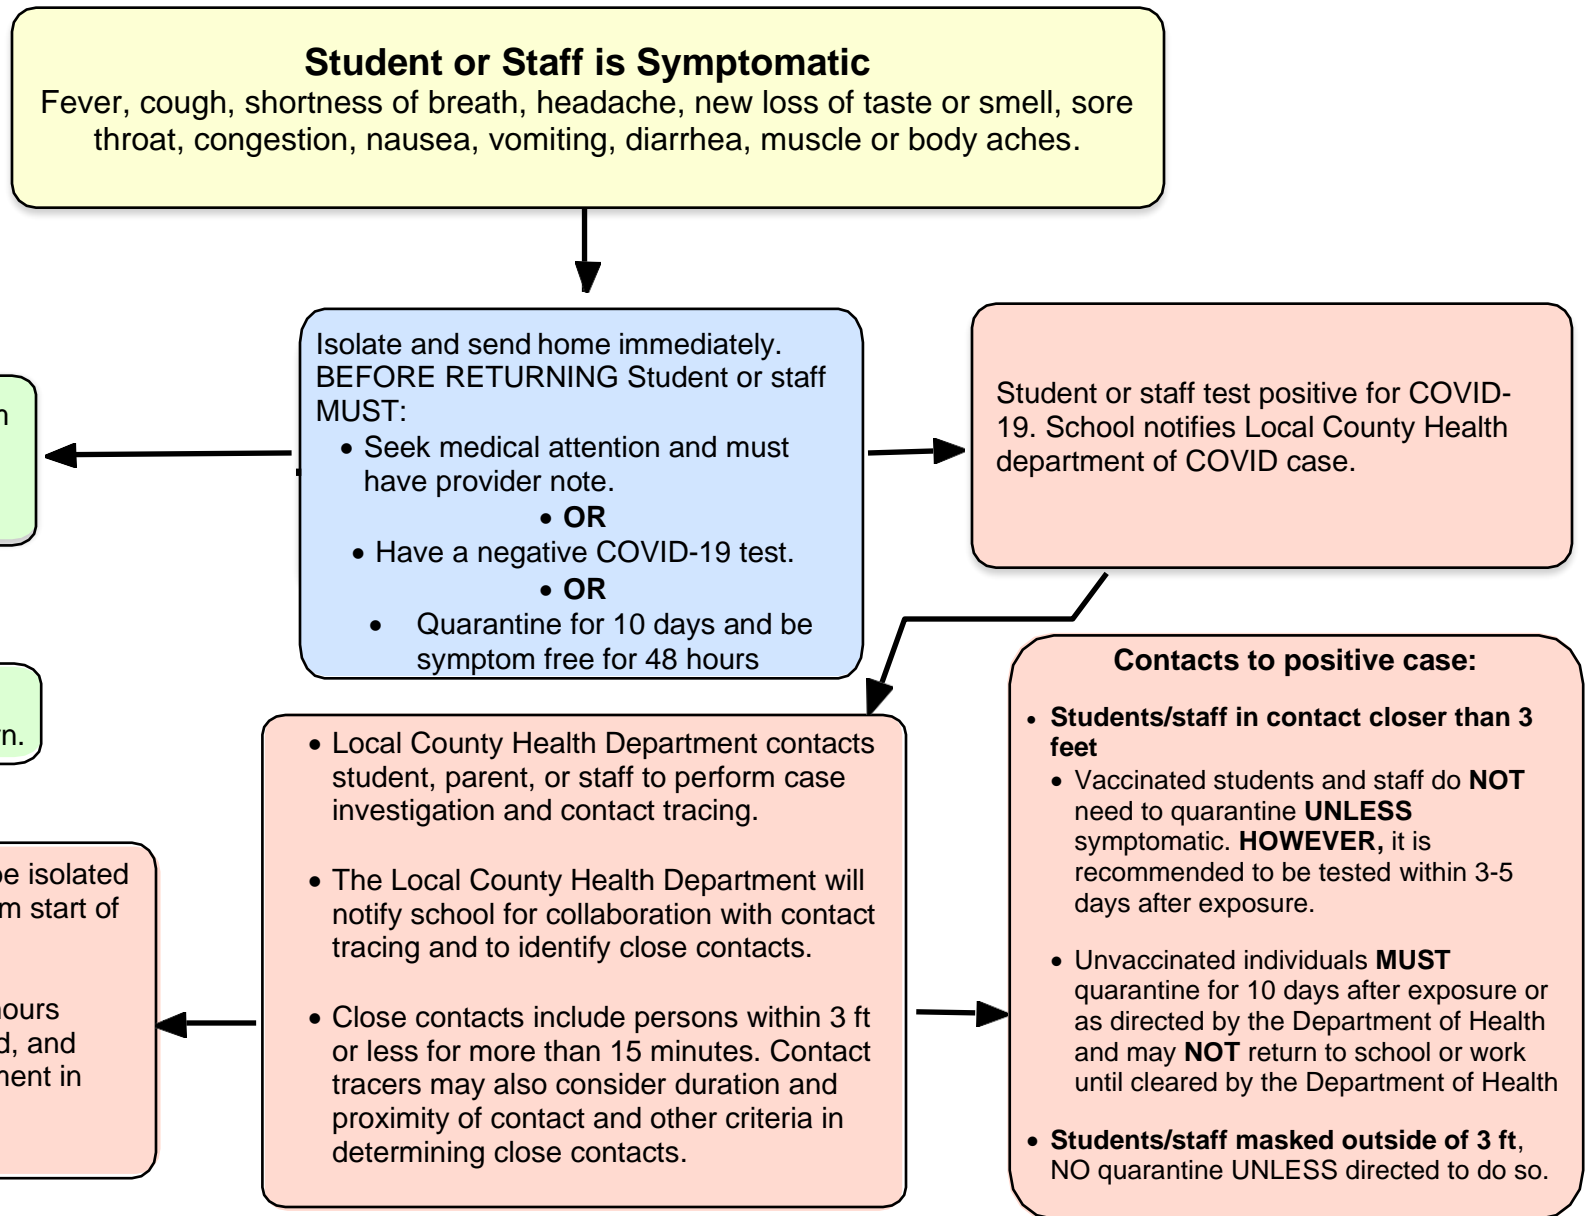 Student or Staff is Symptomatic
Fever, cough, shortness of breath, headache, new loss of taste or smell, sore
throat, congestion, nausea, vomiting, diarrhea, muscle or body aches.
Isolate and send home immediately.
BEFORE RETURNING Student or staff
MUST:
• Seek medical attention and must
have provider note.
• OR
• Have a negative COVID-19 test.
• OR
• Quarantine for 10 days and be
symptom free for 48 hours
Student or staff test positive for COVID-
19. School notifies Local County Health
department of COVID case.
• Local County Health Department contacts
student, parent, or staff to perform case
investigation and contact tracing.
• The Local County Health Department will
notify school for collaboration with contact
tracing and to identify close contacts.
• Close contacts include persons within 3 ft
or less for more than 15 minutes. Contact
tracers may also consider duration and
proximity of contact and other criteria in
determining close contacts.
Contacts to positive case:
• Students/staff in contact closer than 3
feet
• Vaccinated students and staff do NOT
need to quarantine UNLESS
symptomatic. HOWEVER, it is
recommended to be tested within 3-5
days after exposure.
• Unvaccinated individuals MUST
quarantine for 10 days after exposure or
as directed by the Department of Health
and may NOT return to school or work
until cleared by the Department of Health
• Students/staff masked outside of 3 ft,
NO quarantine UNLESS directed to do so.
isolated
start of
hours
and
in